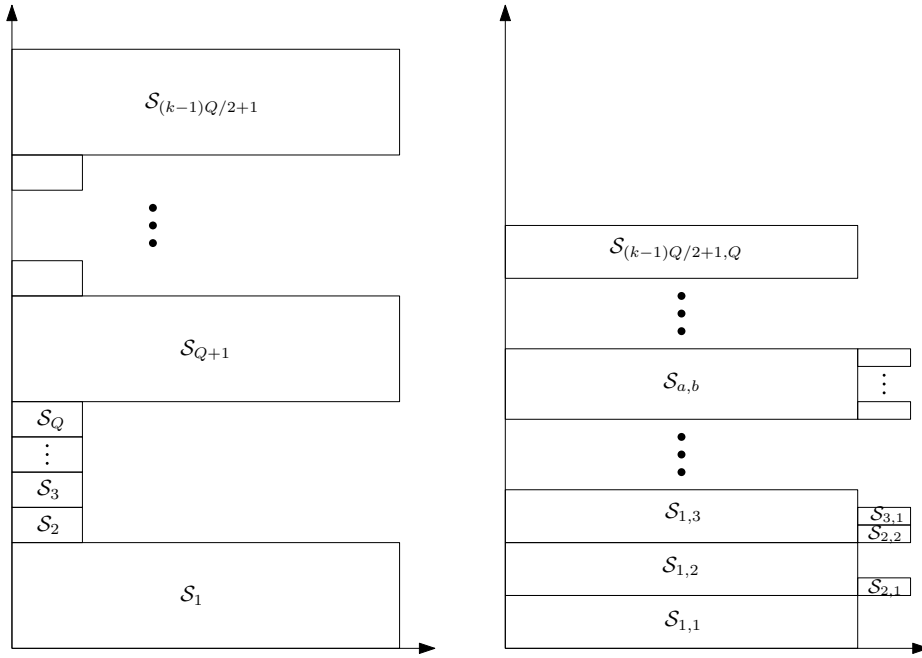 𝒮_{(k−1)Q/2+1}
𝒮_{Q+1}
𝒮_Q
⋮
𝒮_3
𝒮_2
𝒮_1
𝒮_{(k−1)Q/2+1,Q}
𝒮_{a,b}
⋮
𝒮_{1,3}
𝒮_{3,1}
𝒮_{2,2}
𝒮_{1,2}
𝒮_{2,1}
𝒮_{1,1}